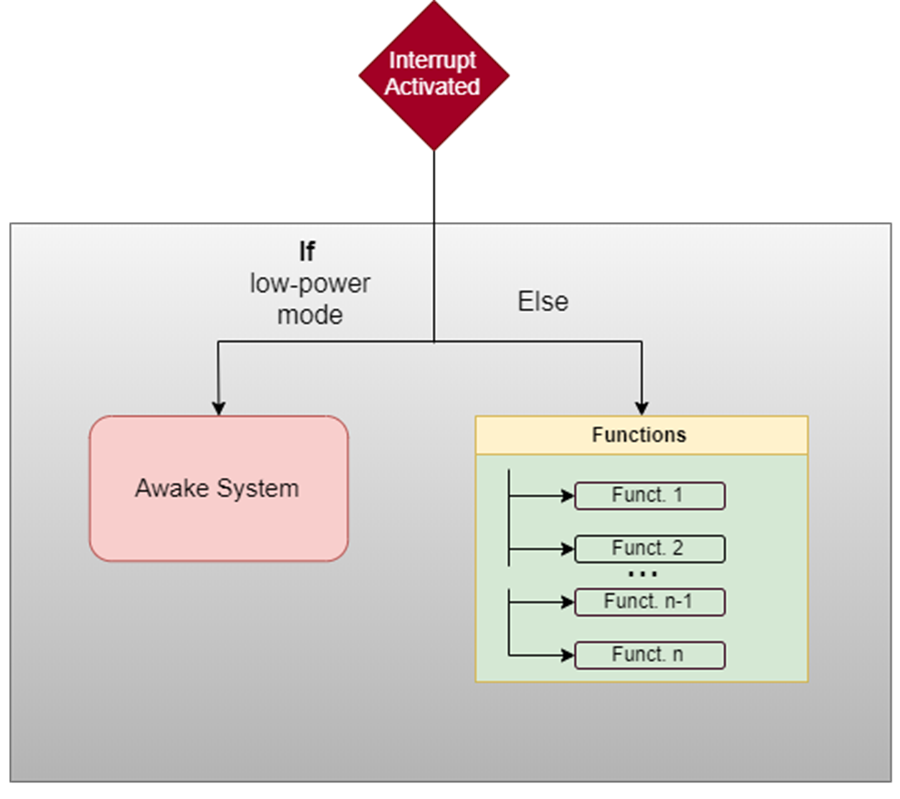 Interrupt
Activated
If
low-power
mode
Else
Awake System
Functions
Funct. 1
Funct. 2
...
Funct. n-1
Funct. n